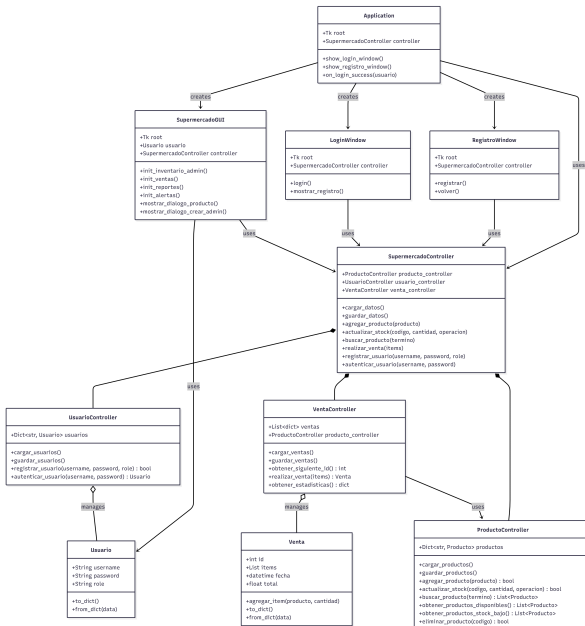 Application
+Tk root
+SupermercadoController controller
+show_login_window()
+show_registro_window()
+on_login_success(usuario)
creates
creates
creates
uses
SupermercadoGUI
+Tk root
+Usuario usuario
+SupermercadoController controller
+init_inventario_admin()
+init_ventas()
+init_reportes()
+init_alertas()
+mostrar_dialogo_producto()
+mostrar_dialogo_crear_admin()
LoginWindow
+Tk root
+SupermercadoController controller
+login()
+mostrar_registro()
RegistroWindow
+Tk root
+SupermercadoController controller
+registrar()
+volver()
uses
uses
uses
SupermercadoController
+ProductoController producto_controller
+UsuarioController usuario_controller
+VentaController venta_controller
+cargar_datos()
+guardar_datos()
+agregar_producto(producto)
+actualizar_stock(codigo, cantidad, operacion)
+buscar_producto(termino)
+realizar_venta(items)
+registrar_usuario(username, password, role)
+autenticar_usuario(username, password)
uses
UsuarioController
+Dict<str, Usuario> usuarios
+cargar_usuarios()
+guardar_usuarios()
+registrar_usuario(username, password, role) : bool
+autenticar_usuario(username, password) : Usuario
VentaController
+List<dict> ventas
+ProductoController producto_controller
+cargar_ventas()
+guardar_ventas()
+obtener_siguiente_id() : int
+realizar_venta(items) : Venta
+obtener_estadisticas() : dict
manages
manages
uses
Usuario
+String username
+String password
+String role
+to_dict()
+from_dict(data)
Venta
+int id
+List items
+datetime fecha
+float total
+agregar_item(producto, cantidad)
+to_dict()
+from_dict(data)
ProductoController
+Dict<str, Producto> productos
+cargar_productos()
+guardar_productos()
+agregar_producto(producto) : bool
+actualizar_stock(codigo, cantidad, operacion) : bool
+buscar_producto(termino) : List<Producto>
+obtener_productos_disponibles() : List<Producto>
+obtener_productos_stock_bajo() : List<Producto>
+eliminar_producto(codigo) : bool